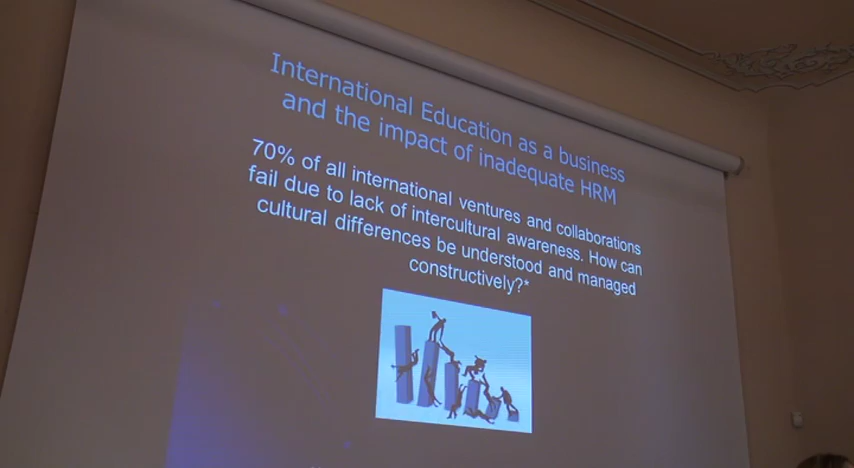 International Education as a business
and the impact of inadequate HRM
70% of all international ventures and collaborations
fail due to lack of intercultural awareness. How can
cultural differences be understood and managed
constructively?*